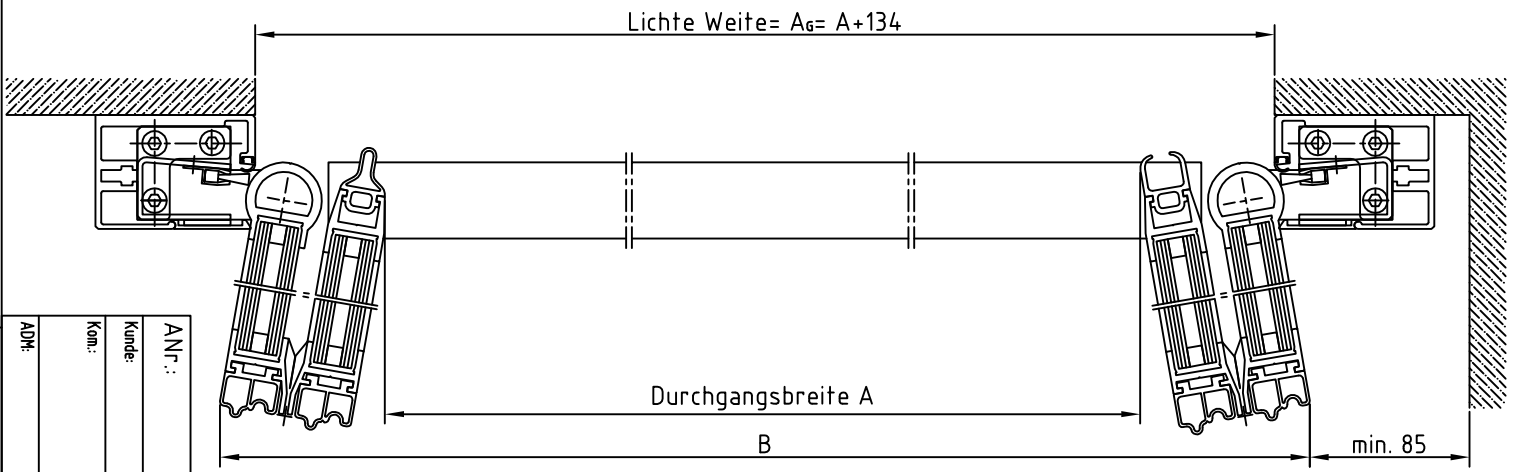 Lichte Weite= AG= A+134
Durchgangsbreite A
B
min. 85
ANr.:
Kunde:
Kom.:
ADM: